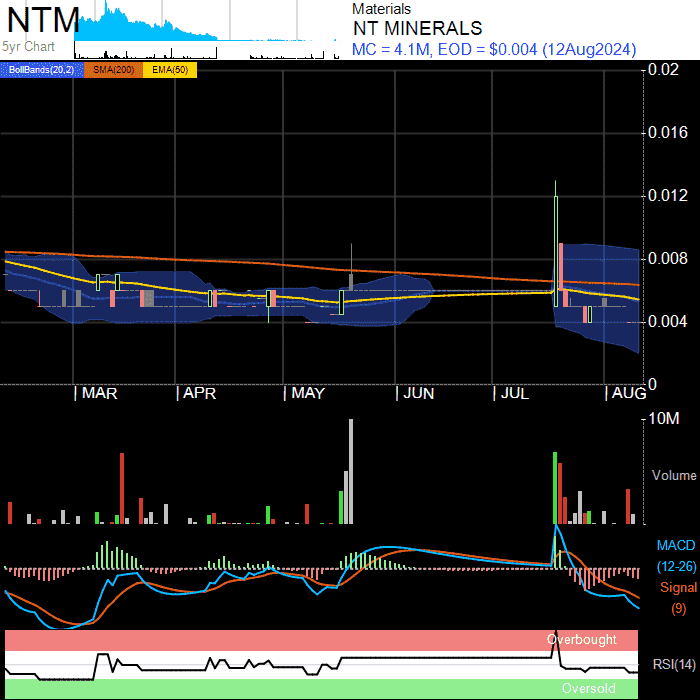 NTM
5yr Chart
Materials
NT MINERALS
MC = 4.1M, EOD = $0.004 (12Aug2024)
BollBands(20,2) SMA(200) EMA(50)
0.02
0.016
0.012
0.008
0.004
0
MAR APR MAY JUN JUL AUG
10M
Volume
MACD
(12-26)
Signal
(9)
Overbought
RSI(14)
Oversold